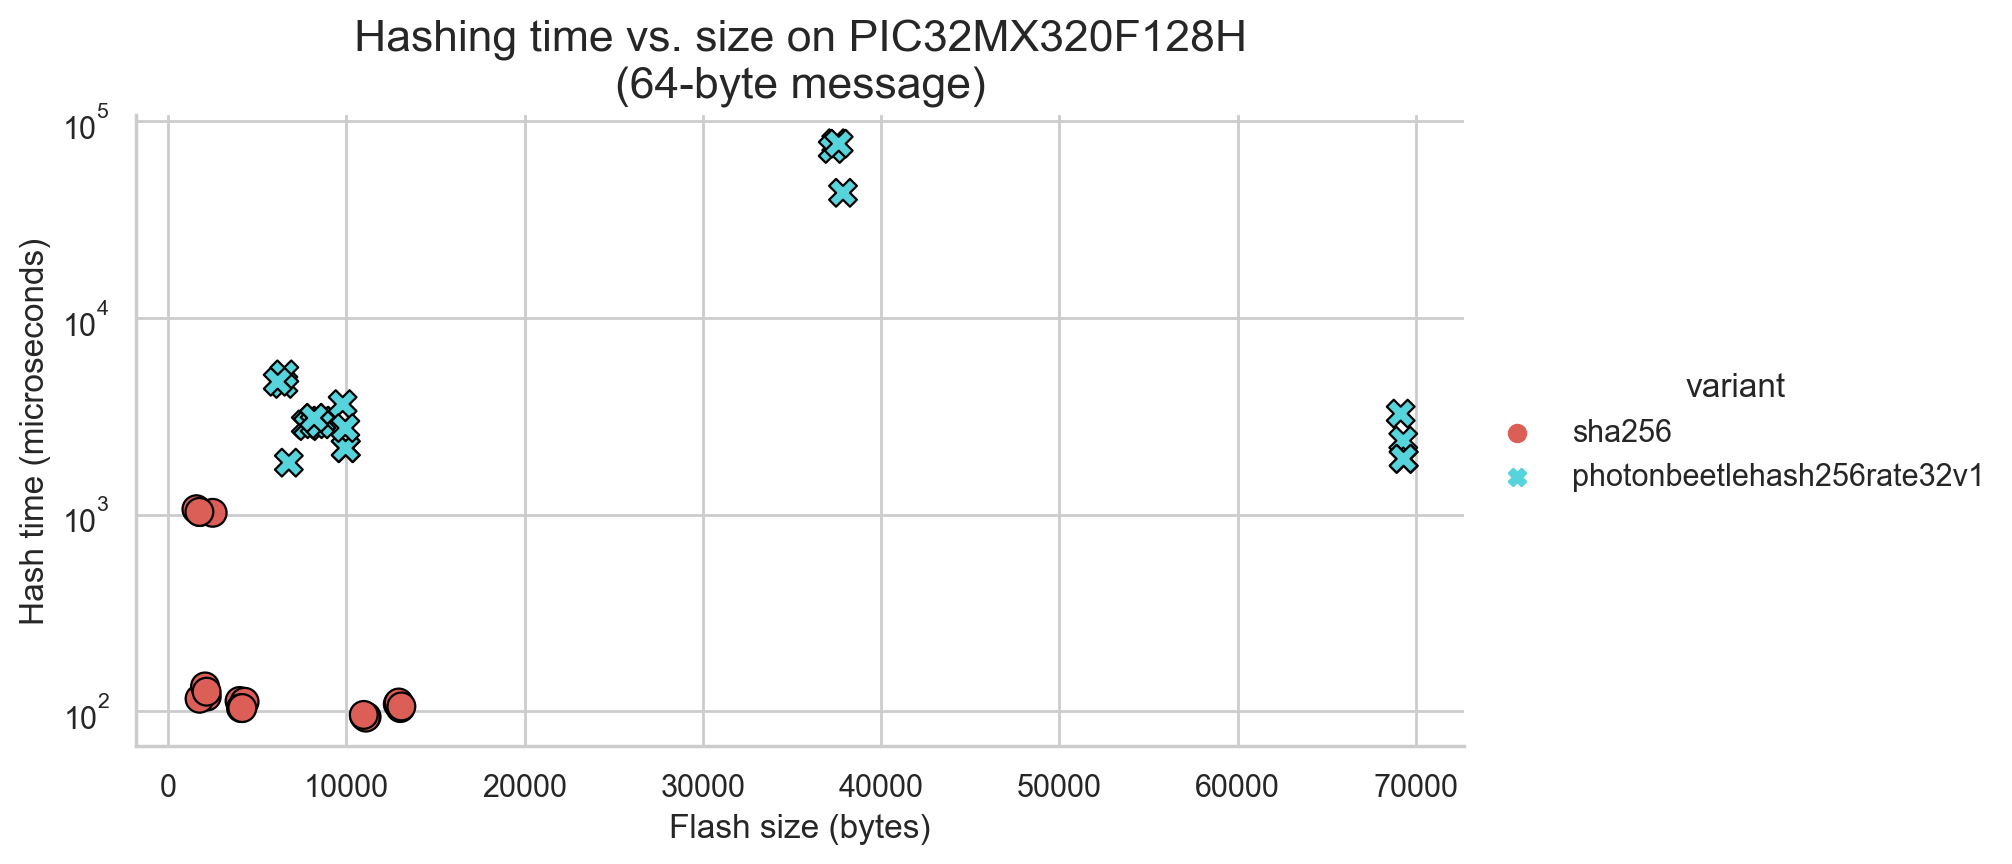 Hashing time vs. size on PIC32MX320F128H
(64-byte message)
10^5
10^4
10^3
10^2
Hash time (microseconds)
0 10000 20000 30000 40000 50000 60000 70000
Flash size (bytes)
variant
sha256
photonbeetlehash256rate32v1